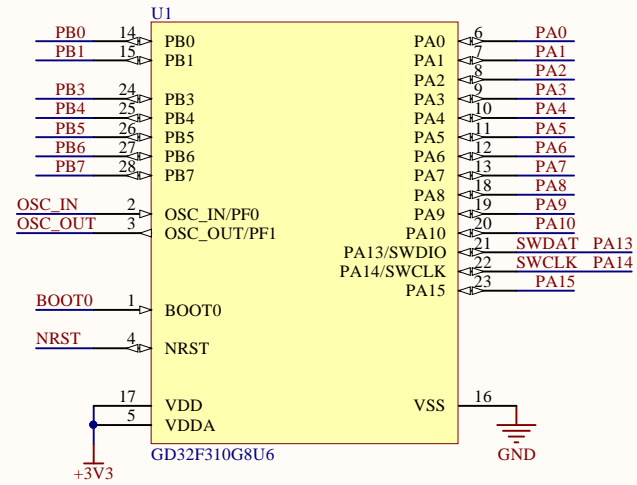 U1
PB0 14 PB0 PA0 6 PA0
PB1 15 PB1 PA1 7 PA1
PA2 8 PA2
PB3 24 PB3 PA3 9 PA3
PB4 25 PB4 PA4 10 PA4
PB5 26 PB5 PA5 11 PA5
PB6 27 PB6 PA6 12 PA6
PB7 28 PB7 PA7 13 PA7
PA8 18 PA8
OSC_IN 2 OSC_IN/PF0 PA9 19 PA9
OSC_OUT 3 OSC_OUT/PF1 PA10 20 PA10
PA13/SWDIO 21 SWDAT PA13
PA14/SWCLK 22 SWCLK PA14
PA15 23 PA15
BOOT0 1 BOOT0
NRST 4 NRST
17 VDD VSS 16
5 VDDA
GD32F310G8U6 GND
+3V3